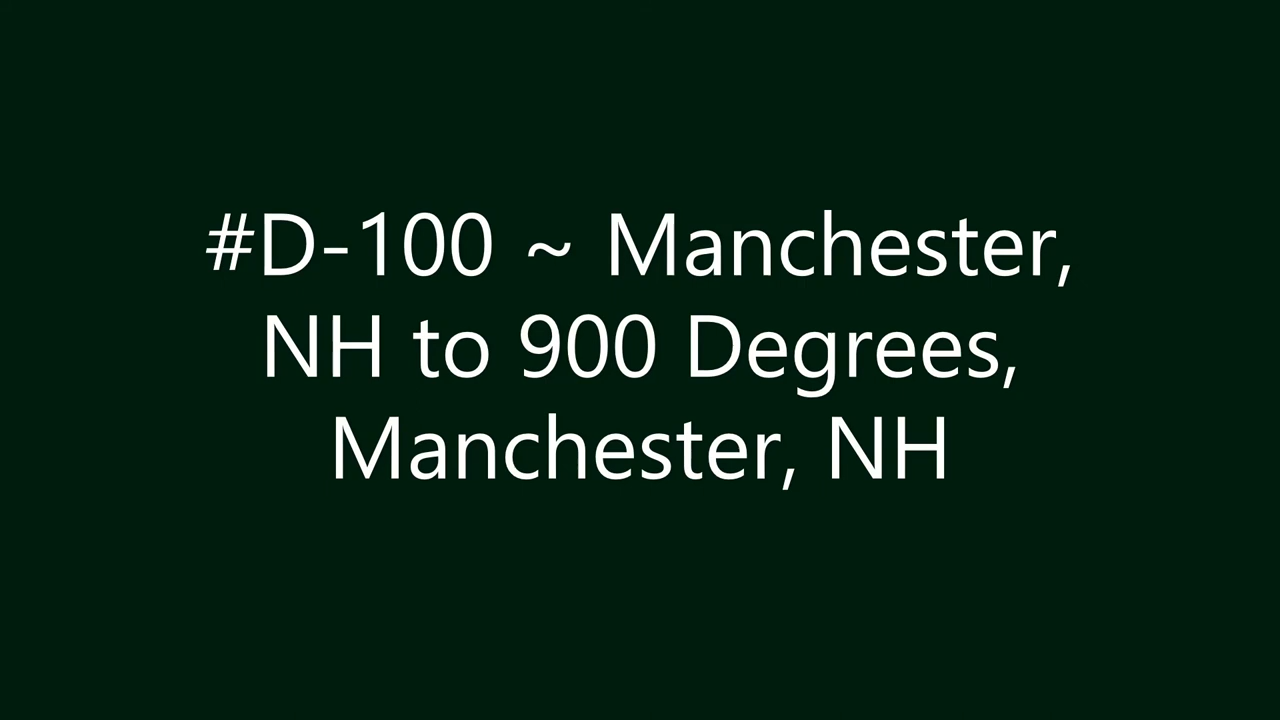 #D-100 ~ Manchester,
NH to 900 Degrees,
Manchester, NH